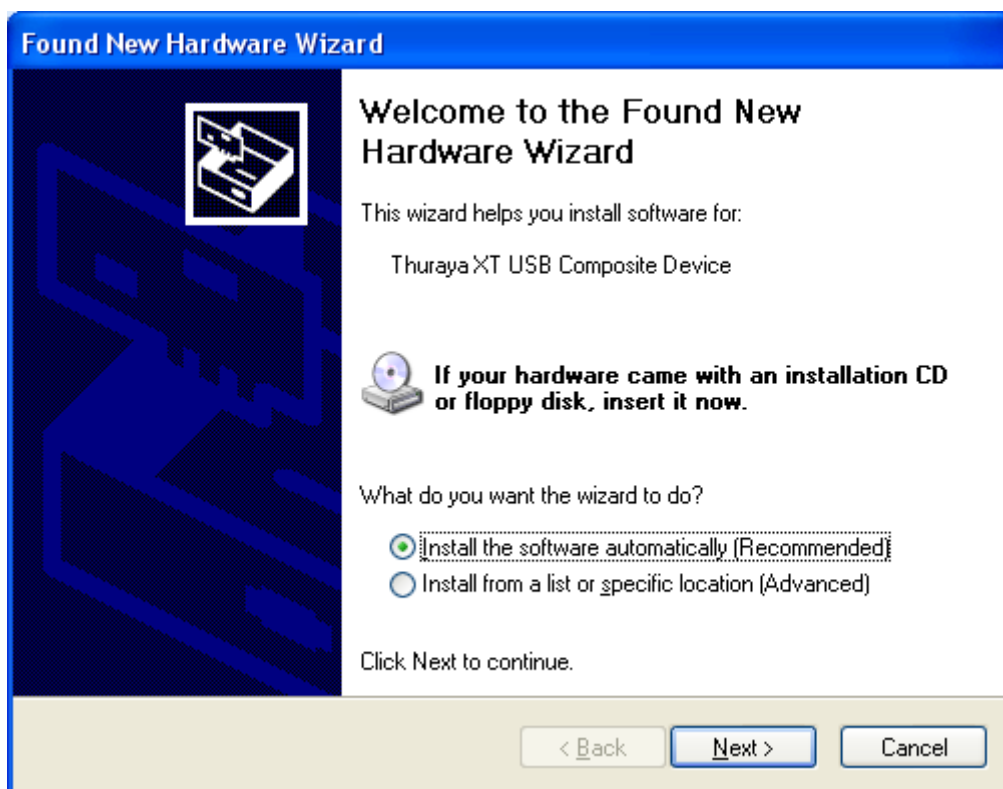 Found New Hardware Wizard
Welcome to the Found New
Hardware Wizard
This wizard helps you install software for:
Thuraya XT USB Composite Device
If your hardware came with an installation CD
or floppy disk, insert it now.
What do you want the wizard to do?
Install the software automatically (Recommended)
Install from a list or specific location (Advanced)
Click Next to continue.
< Back
Next >
Cancel